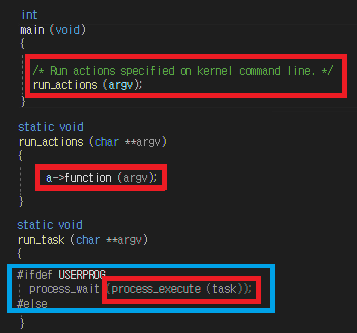 int
main (void)
{
/* Run actions specified on kernel command line. */
run_actions (argv);
}
static void
run_actions (char **argv)
{
a->function (argv);
}
static void
run_task (char **argv)
{
#ifdef USERPROG
process_wait (process_execute (task));
#else
}